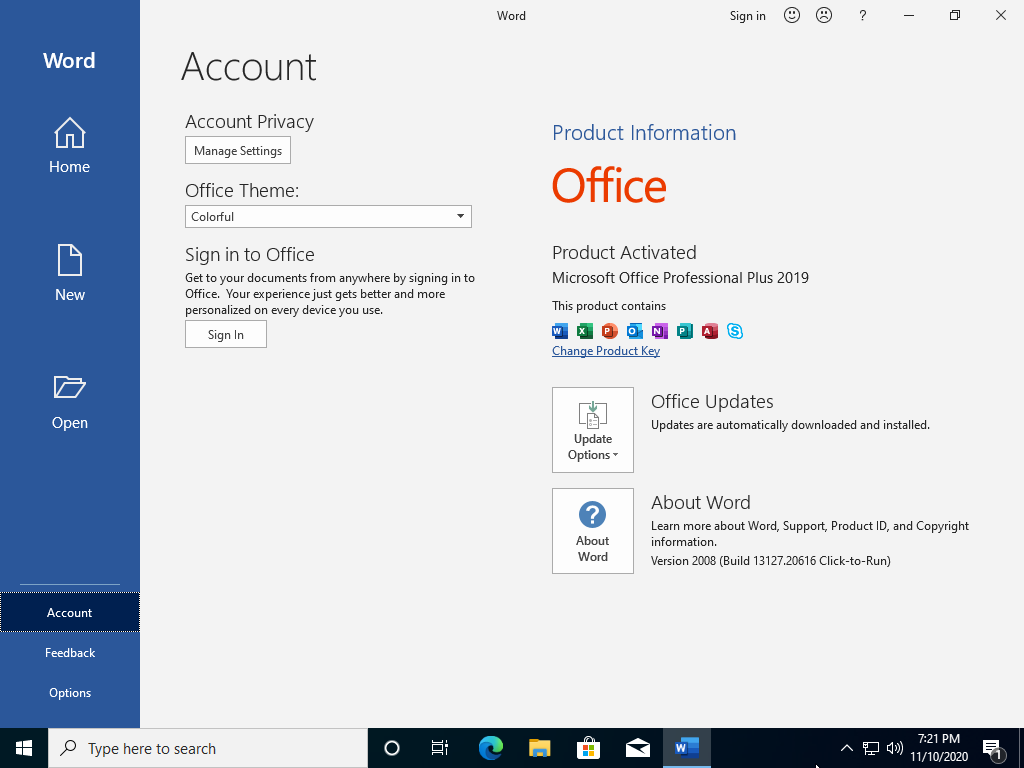 Word
Sign in
?
Word
Home
New
Open
Account
Feedback
Options
Account
Account Privacy
Manage Settings
Office Theme:
Colorful
Sign in to Office
Get to your documents from anywhere by signing in to
Office.  Your experience just gets better and more
personalized on every device you use.
Sign In
Product Information
Office
Product Activated
Microsoft Office Professional Plus 2019
This product contains
W X P O N P A S
Change Product Key
Update
Options
Office Updates
Updates are automatically downloaded and installed.
?
About
Word
About Word
Learn more about Word, Support, Product ID, and Copyright
information.
Version 2008 (Build 13127.20616 Click-to-Run)
Type here to search
W
7:21 PM
11/10/2020
1